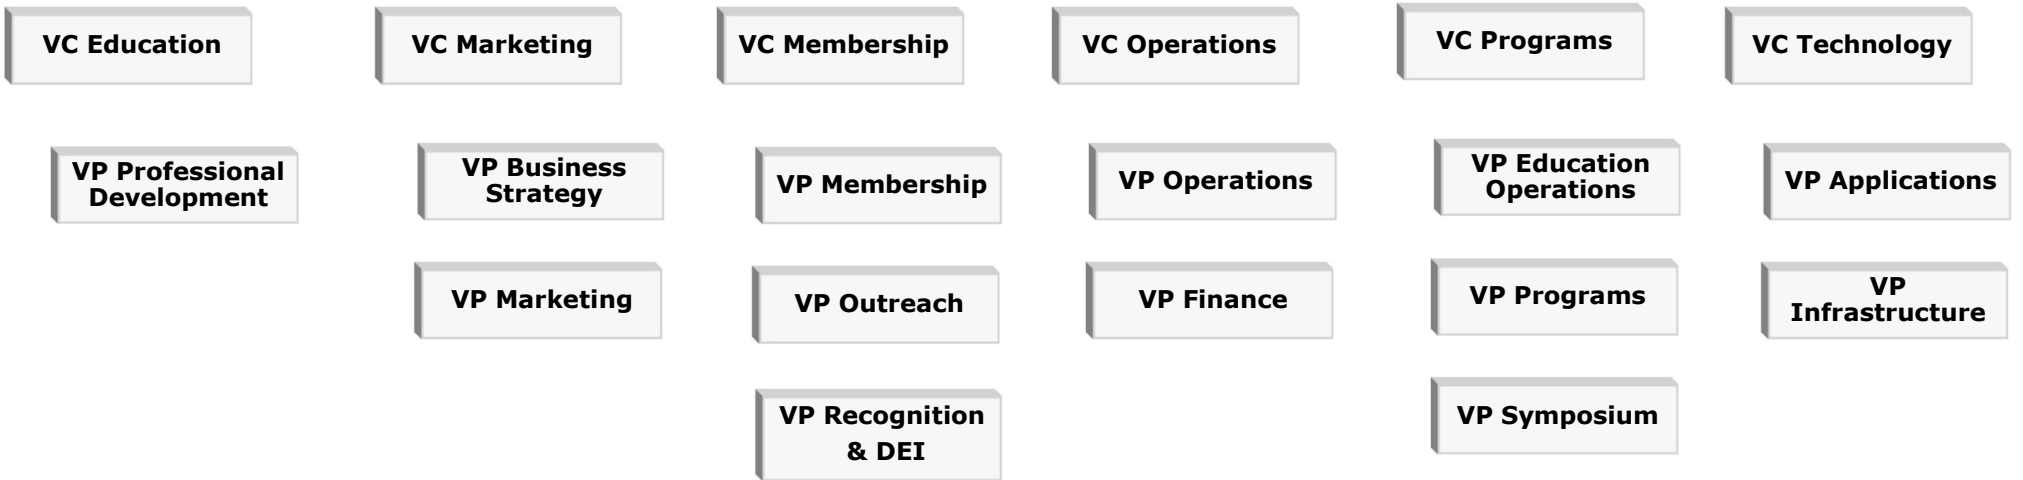 VC Education
VC Marketing
VC Membership
VC Operations
VC Programs
VC Technology
VP Professional
Development
VP Business
Strategy
VP Membership
VP Operations
VP Education
Operations
VP Applications
VP Marketing
VP Outreach
VP Finance
VP Programs
VP
Infrastructure
VP Recognition
& DEI
VP Symposium